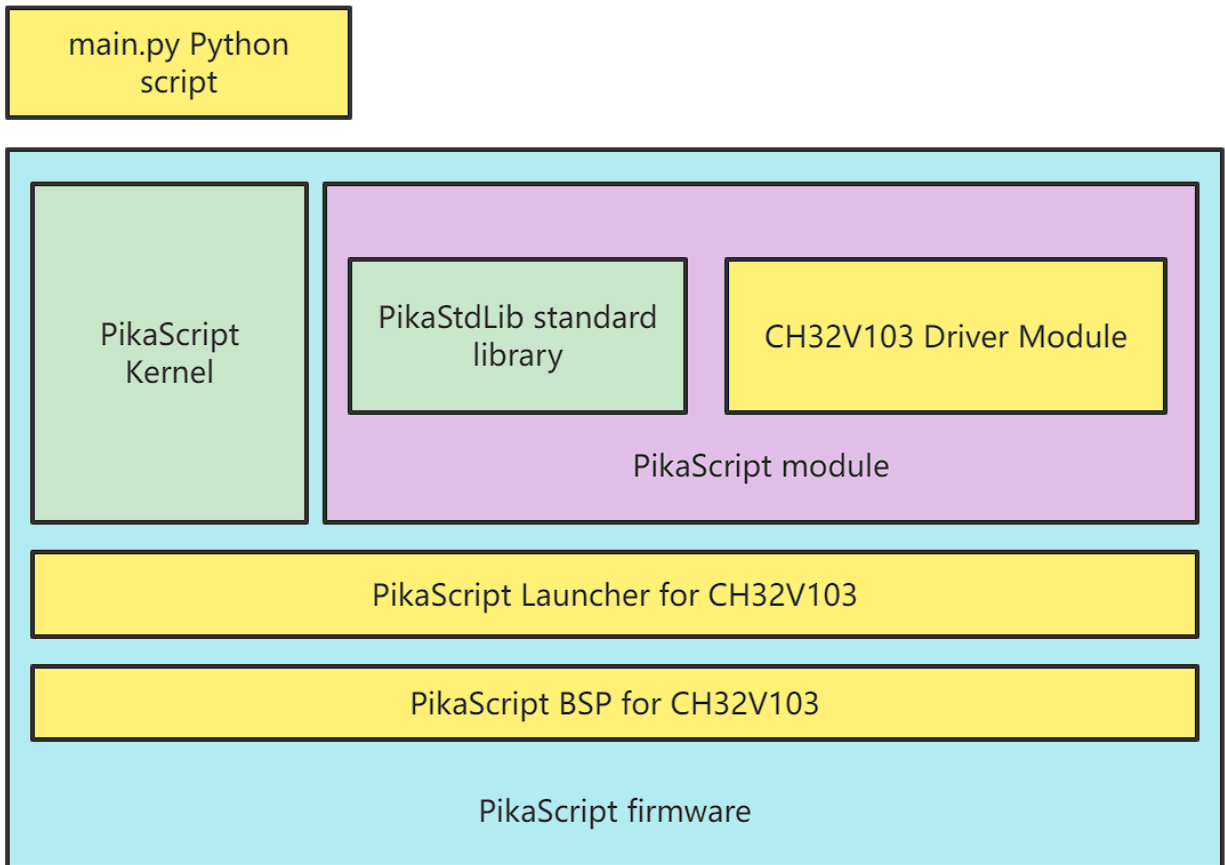 main.py Python
script
PikaScript
Kernel
PikaStdLib standard
library
CH32V103 Driver Module
PikaScript module
PikaScript Launcher for CH32V103
PikaScript BSP for CH32V103
PikaScript firmware